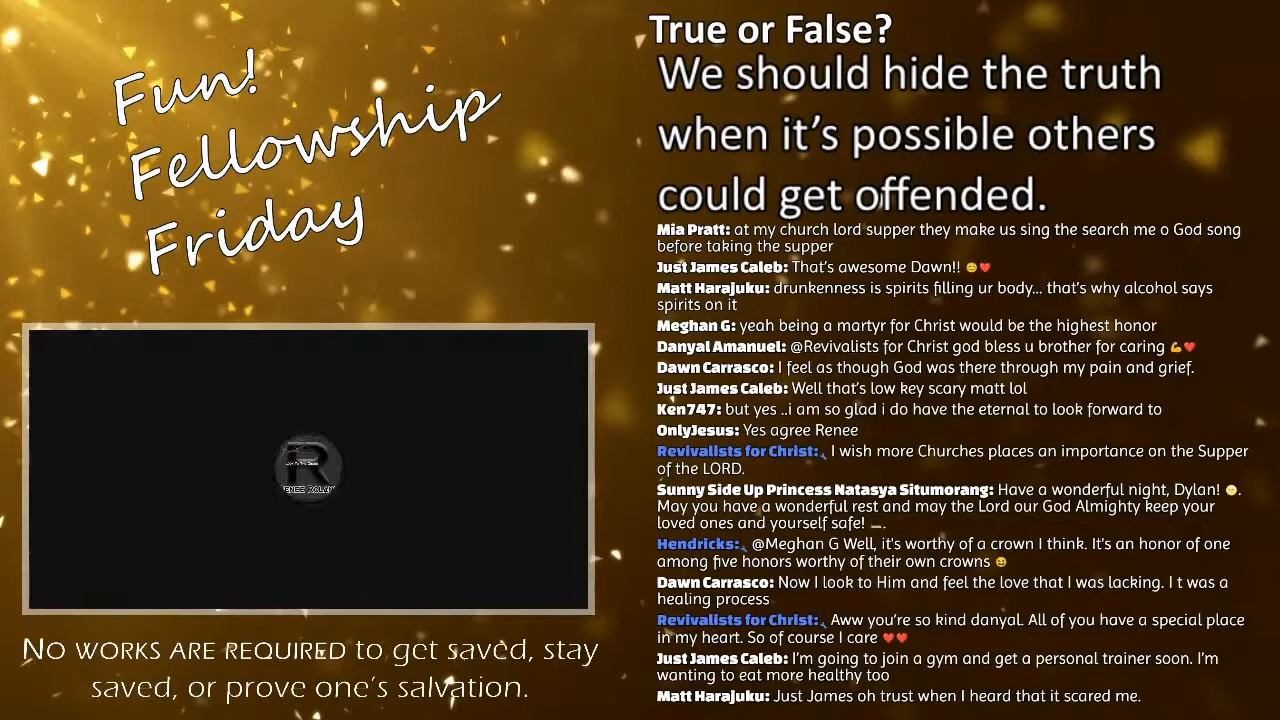 Fun!
Fellowship
Friday
NO WORKS ARE REQUIRED to get saved, stay
saved, or prove one's salvation.
True or False?
We should hide the truth
when it's possible others
could get offended.
Mia Pratt: at my church lord supper they make us sing the search me o God song
before taking the supper
Just James Caleb: That's awesome Dawn!! 😊❤️
Matt Harajuku: drunkenness is spirits filling ur body... that's why alcohol says
spirits on it
Meghan G: yeah being a martyr for Christ would be the highest honor
Danyal Amanuel: @Revivalists for Christ god bless u brother for caring 💪❤️
Dawn Carrasco: I feel as though God was there through my pain and grief.
Just James Caleb: Well that's low key scary matt lol
Ken747: but yes ..i am so glad i do have the eternal to look forward to
OnlyJesus: Yes agree Renee
Revivalists for Christ: I wish more Churches places an importance on the Supper
of the LORD.
Sunny Side Up Princess Natasya Situmorang: Have a wonderful night, Dylan! .
May you have a wonderful rest and may the Lord our God Almighty keep your
loved ones and yourself safe! .
Hendricks: @Meghan G Well, it's worthy of a crown I think. It's an honor of one
among five honors worthy of their own crowns
Dawn Carrasco: Now I look to Him and feel the love that I was lacking. I t was a
healing process
Revivalists for Christ: Aww you're so kind danyal. All of you have a special place
in my heart. So of course I care ❤️❤️
Just James Caleb: I'm going to join a gym and get a personal trainer soon. I'm
wanting to eat more healthy too
Matt Harajuku: Just James oh trust when I heard that it scared me.